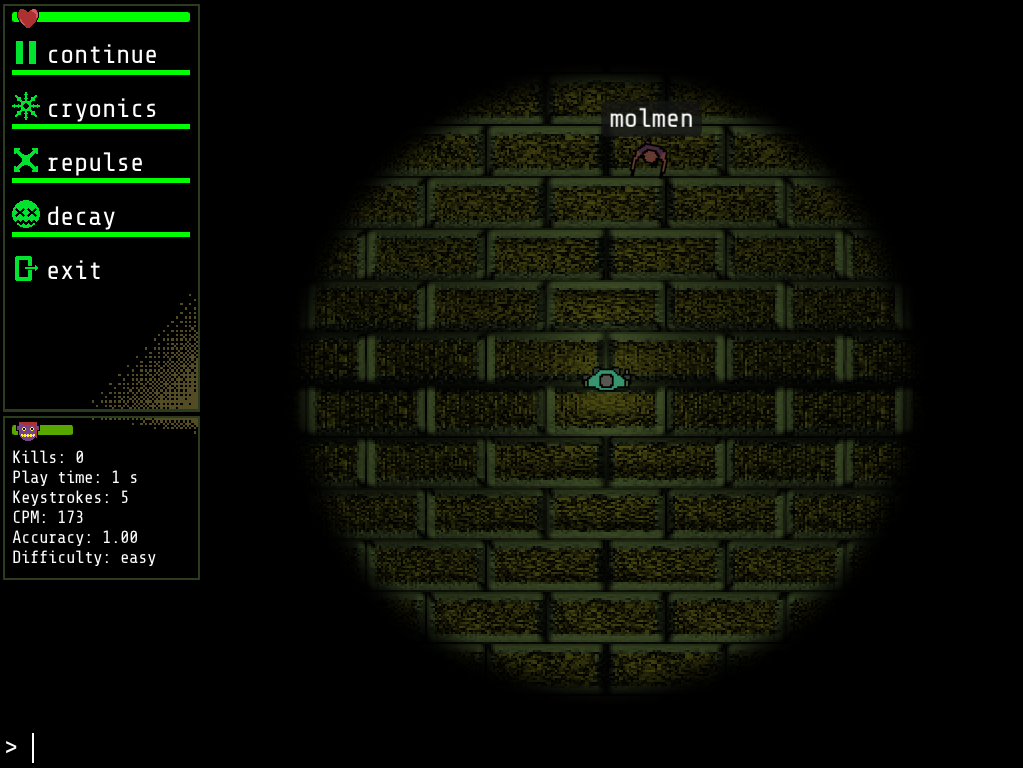 continue
cryonics
repulse
decay
exit
molmen
Kills: 0
Play time: 1 s
Keystrokes: 5
CPM: 173
Accuracy: 1.00
Difficulty: easy
>